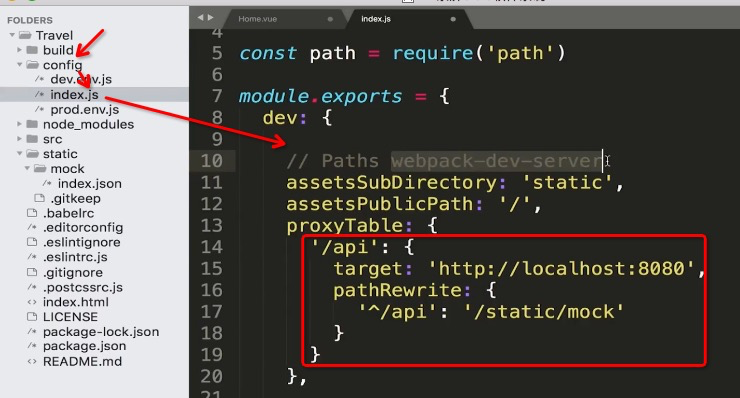 Home.vue
index.js
FOLDERS
Travel
build
config
dev.env.js
index.js
prod.env.js
node_modules
src
static
mock
index.json
.gitkeep
.babelrc
.editorconfig
.eslintignore
.eslintrc.js
.gitignore
.postcssrc.js
index.html
LICENSE
package-lock.json
package.json
README.md
4
5 const path = require('path')
6
7 module.exports = {
8 dev: {
9
10 // Paths webpack-dev-server
11 assetsSubDirectory: 'static',
12 assetsPublicPath: '/',
13 proxyTable: {
14 '/api': {
15 target: 'http://localhost:8080',
16 pathRewrite: {
17 '^/api': '/static/mock'
18 }
19 }
20 },
21